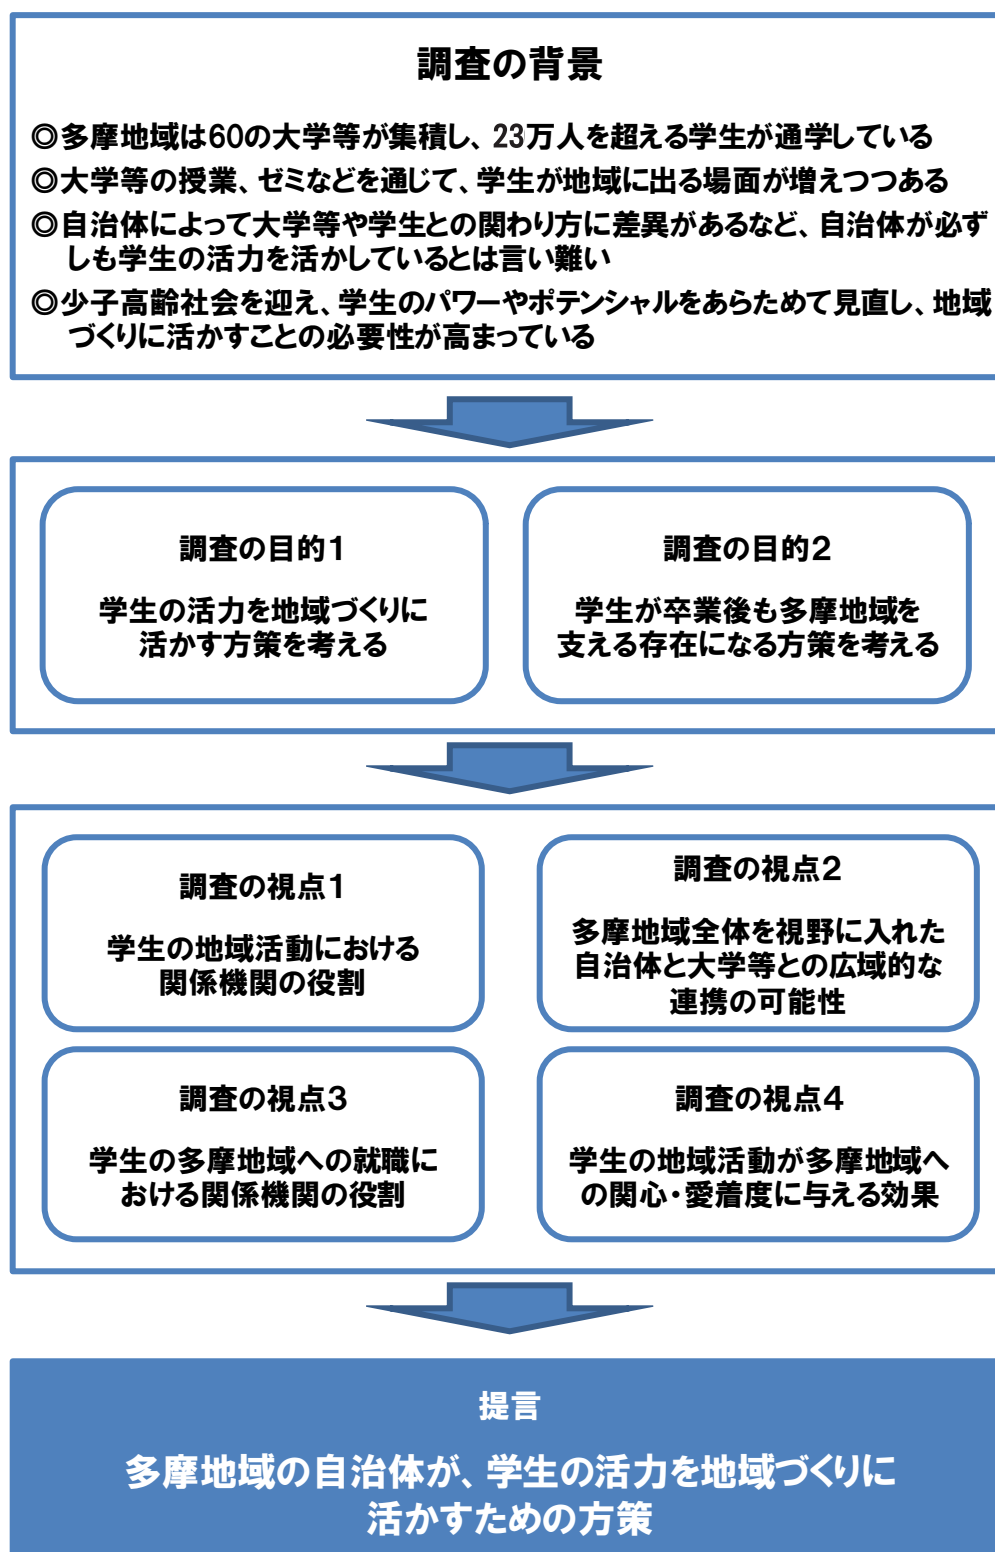 調査の背景
◎多摩地域は60の大学等が集積し、23万人を超える学生が通学している
◎大学等の授業、ゼミなどを通じて、学生が地域に出る場面が増えつつある
◎自治体によって大学等や学生との関わり方に差異があるなど、自治体が必ず
しも学生の活力を活かしているとは言い難い
◎少子高齢社会を迎え、学生のパワーやポテンシャルをあらためて見直し、地域
づくりに活かすことの必要性が高まっている
調査の目的1
学生の活力を地域づくりに
活かす方策を考える
調査の目的2
学生が卒業後も多摩地域を
支える存在になる方策を考える
調査の視点1
学生の地域活動における
関係機関の役割
調査の視点2
多摩地域全体を視野に入れた
自治体と大学等との広域的な
連携の可能性
調査の視点3
学生の多摩地域への就職に
おける関係機関の役割
調査の視点4
学生の地域活動が多摩地域へ
の関心・愛着度に与える効果
提言
多摩地域の自治体が、学生の活力を地域づくりに
活かすための方策